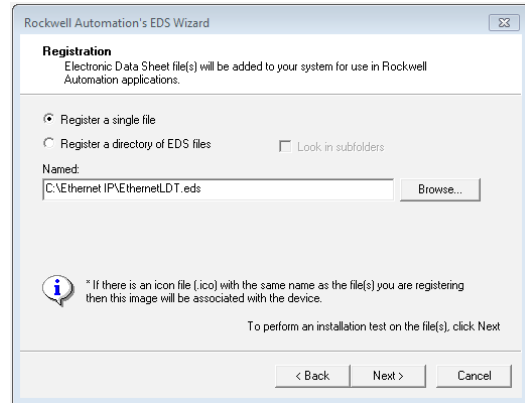 Rockwell Automation's EDS Wizard
Registration
Electronic Data Sheet file(s) will be added to your system for use in Rockwell
Automation applications.
Register a single file
Register a directory of EDS files
Look in subfolders
Named:
C:\Ethernet IP\EthernetLDT.eds
Browse...
* If there is an icon file (.ico) with the same name as the file(s) you are registering
then this image will be associated with the device.
To perform an installation test on the file(s), click Next
< Back
Next >
Cancel